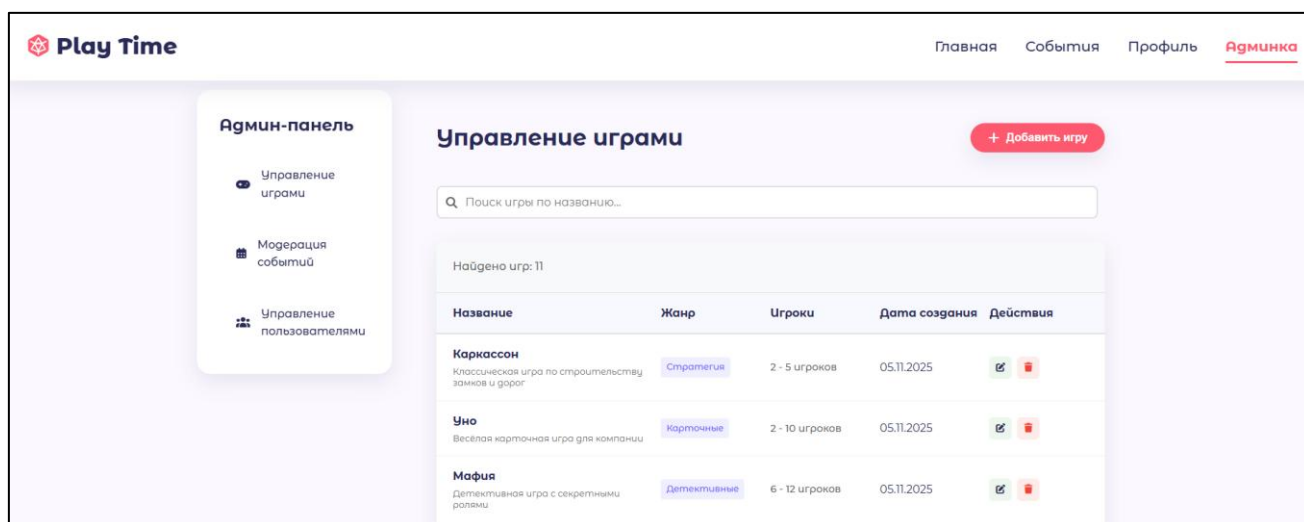 Play Time
Главная События Профиль Админка
Админ-панель
Управление
играми
Модерация
событий
Управление
пользователями
Управление играми
+ Добавить игру
Поиск игры по названию...
Найдено игр: 11
Название Жанр Игроки Дата создания Действия
Каркассон
Классическая игра по строительству
замков и дорог
Стратегия 2 - 5 игроков 05.11.2025
Уно
Весёлая карточная игра для компании
Карточные 2 - 10 игроков 05.11.2025
Мафия
Детективная игра с секретными
ролями
Детективные 6 - 12 игроков 05.11.2025